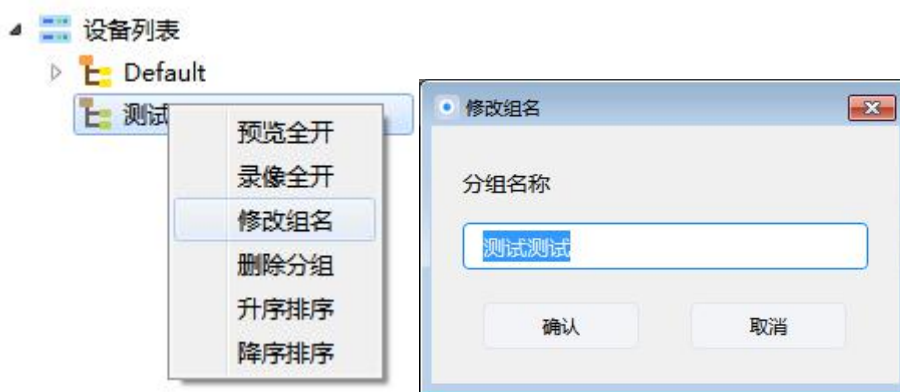 设备列表
Default
测试
预览全开
录像全开
修改组名
删除分组
升序排序
降序排序
修改组名
分组名称
测试测试
确认
取消